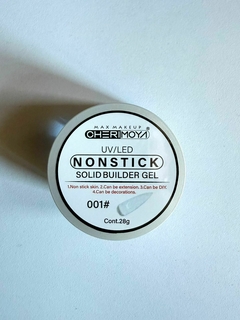 MAX MAKEUP
CHERIMOYA®
UV/LED
NONSTICK
SOLID BUILDER GEL
1.Non stick skin. 2.Can be extension. 3.Can be DIY.
4.Can be decorations.
001#
Cont.28g